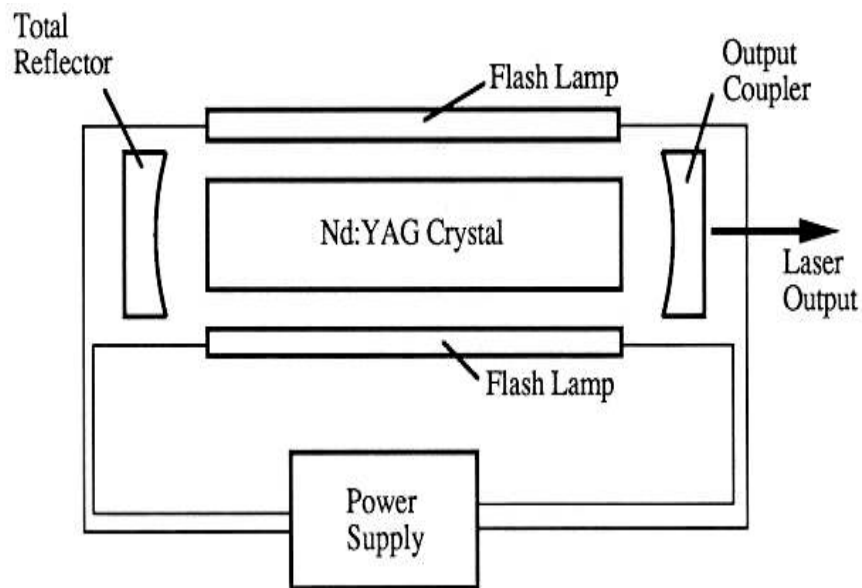 Total
Reflector
Flash Lamp
Output
Coupler
Nd:YAG Crystal
Laser
Output
Flash Lamp
Power
Supply